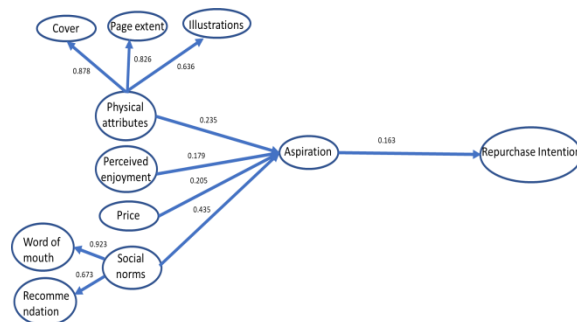 Cover
Page extent
Illustrations
0.878
0.826
0.636
Physical
attributes
0.235
Perceived
enjoyment
0.179
Aspiration
0.163
Repurchase Intention
Price
0.205
0.435
Word of
mouth
0.923
Social
norms
0.673
Recomme
ndation